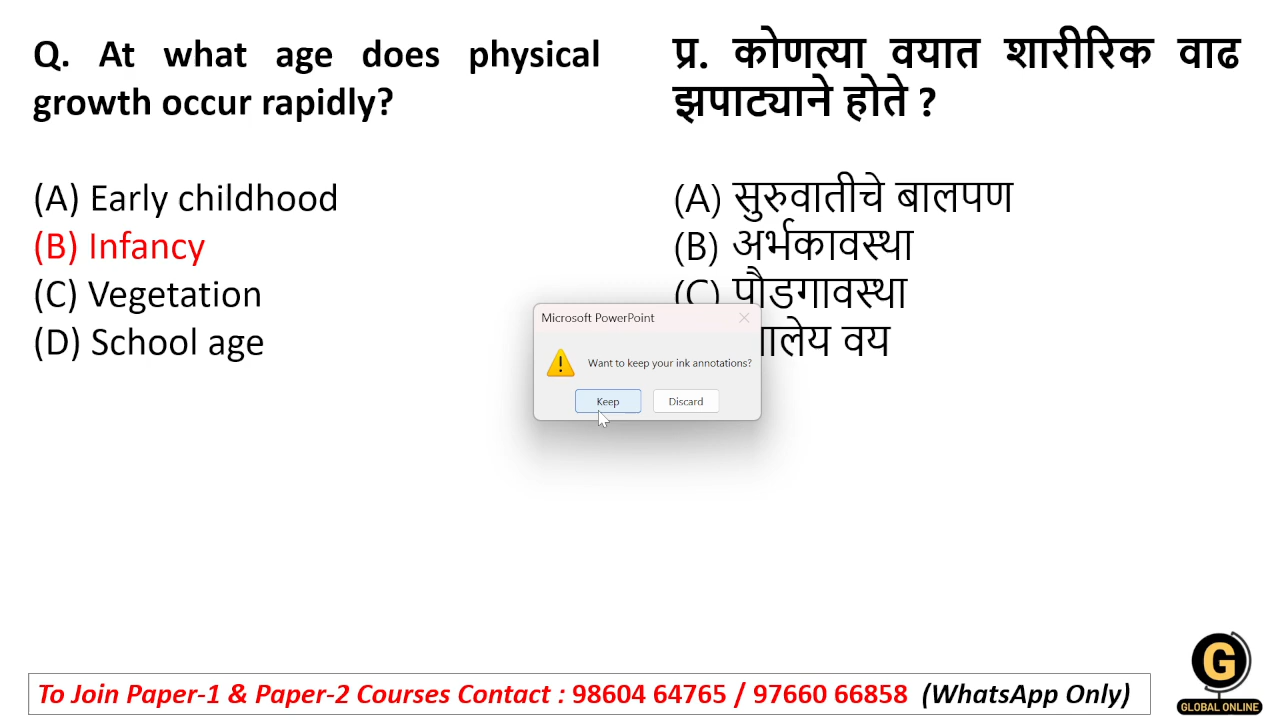 Q. At what age does physical
growth occur rapidly?
(A) Early childhood
(B) Infancy
(C) Vegetation
(D) School age
प्र. कोणत्या वयात शारीरिक वाढ
झपाट्याने होते ?
(A) सुरुवातीचे बालपण
(B) अर्भकावस्था
(C) पौडगावस्था
वय
Microsoft PowerPoint
Want to keep your ink annotations?
Keep
Discard
To Join Paper-1 & Paper-2 Courses Contact : 98604 64765 / 97660 66858 (WhatsApp Only)
G
GLOBAL ONLINE